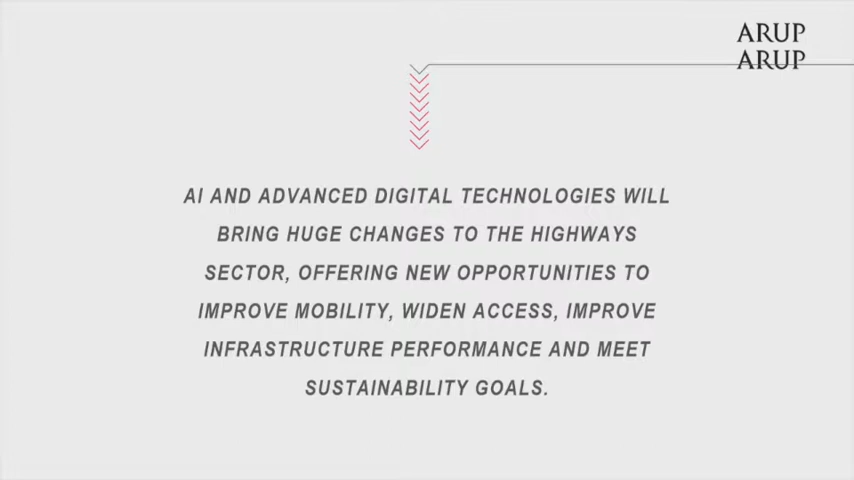 ARUP
ARUP
AI AND ADVANCED DIGITAL TECHNOLOGIES WILL
BRING HUGE CHANGES TO THE HIGHWAYS
SECTOR, OFFERING NEW OPPORTUNITIES TO
IMPROVE MOBILITY, WIDEN ACCESS, IMPROVE
INFRASTRUCTURE PERFORMANCE AND MEET
SUSTAINABILITY GOALS.